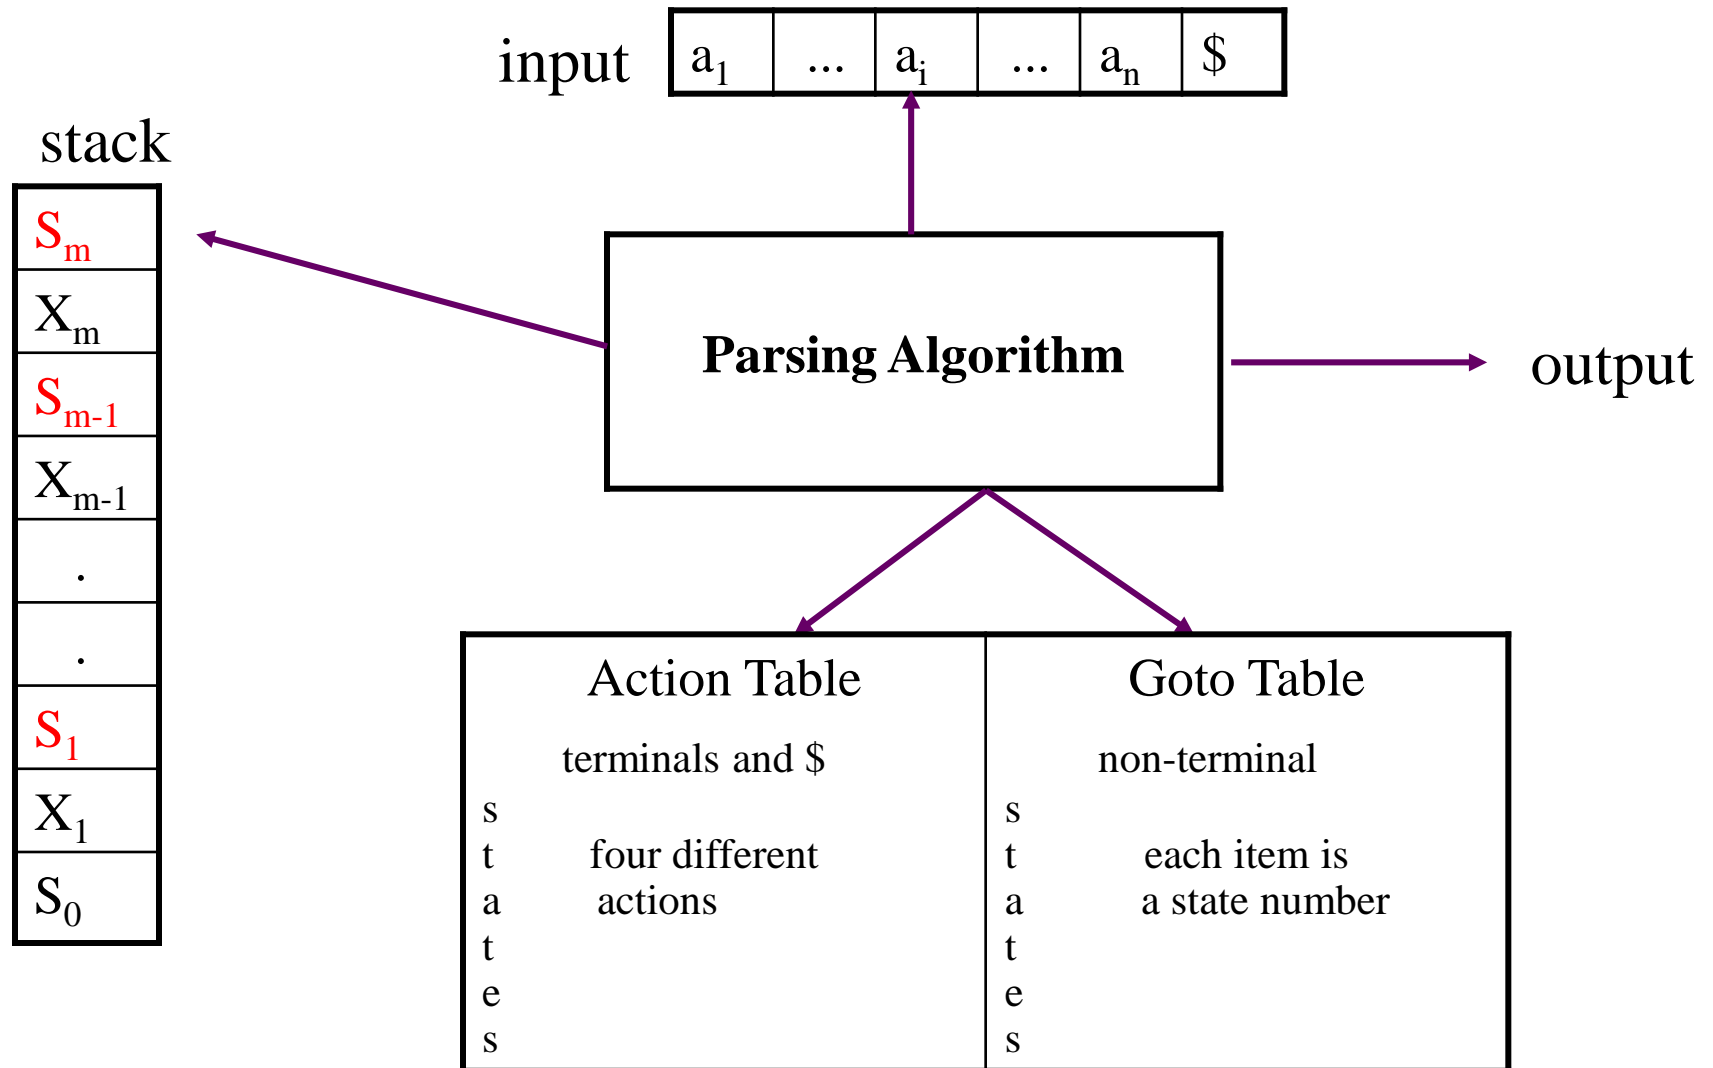 input
a₁ ... aᵢ ... aₙ $
stack
Sₘ
Xₘ
Sₘ₋₁
Xₘ₋₁
.
.
S₁
X₁
S₀
Parsing Algorithm
output
Action Table
terminals and $
s
t four different
a actions
t
e
s
Goto Table
non-terminal
s
t each item is
a a state number
t
e
s